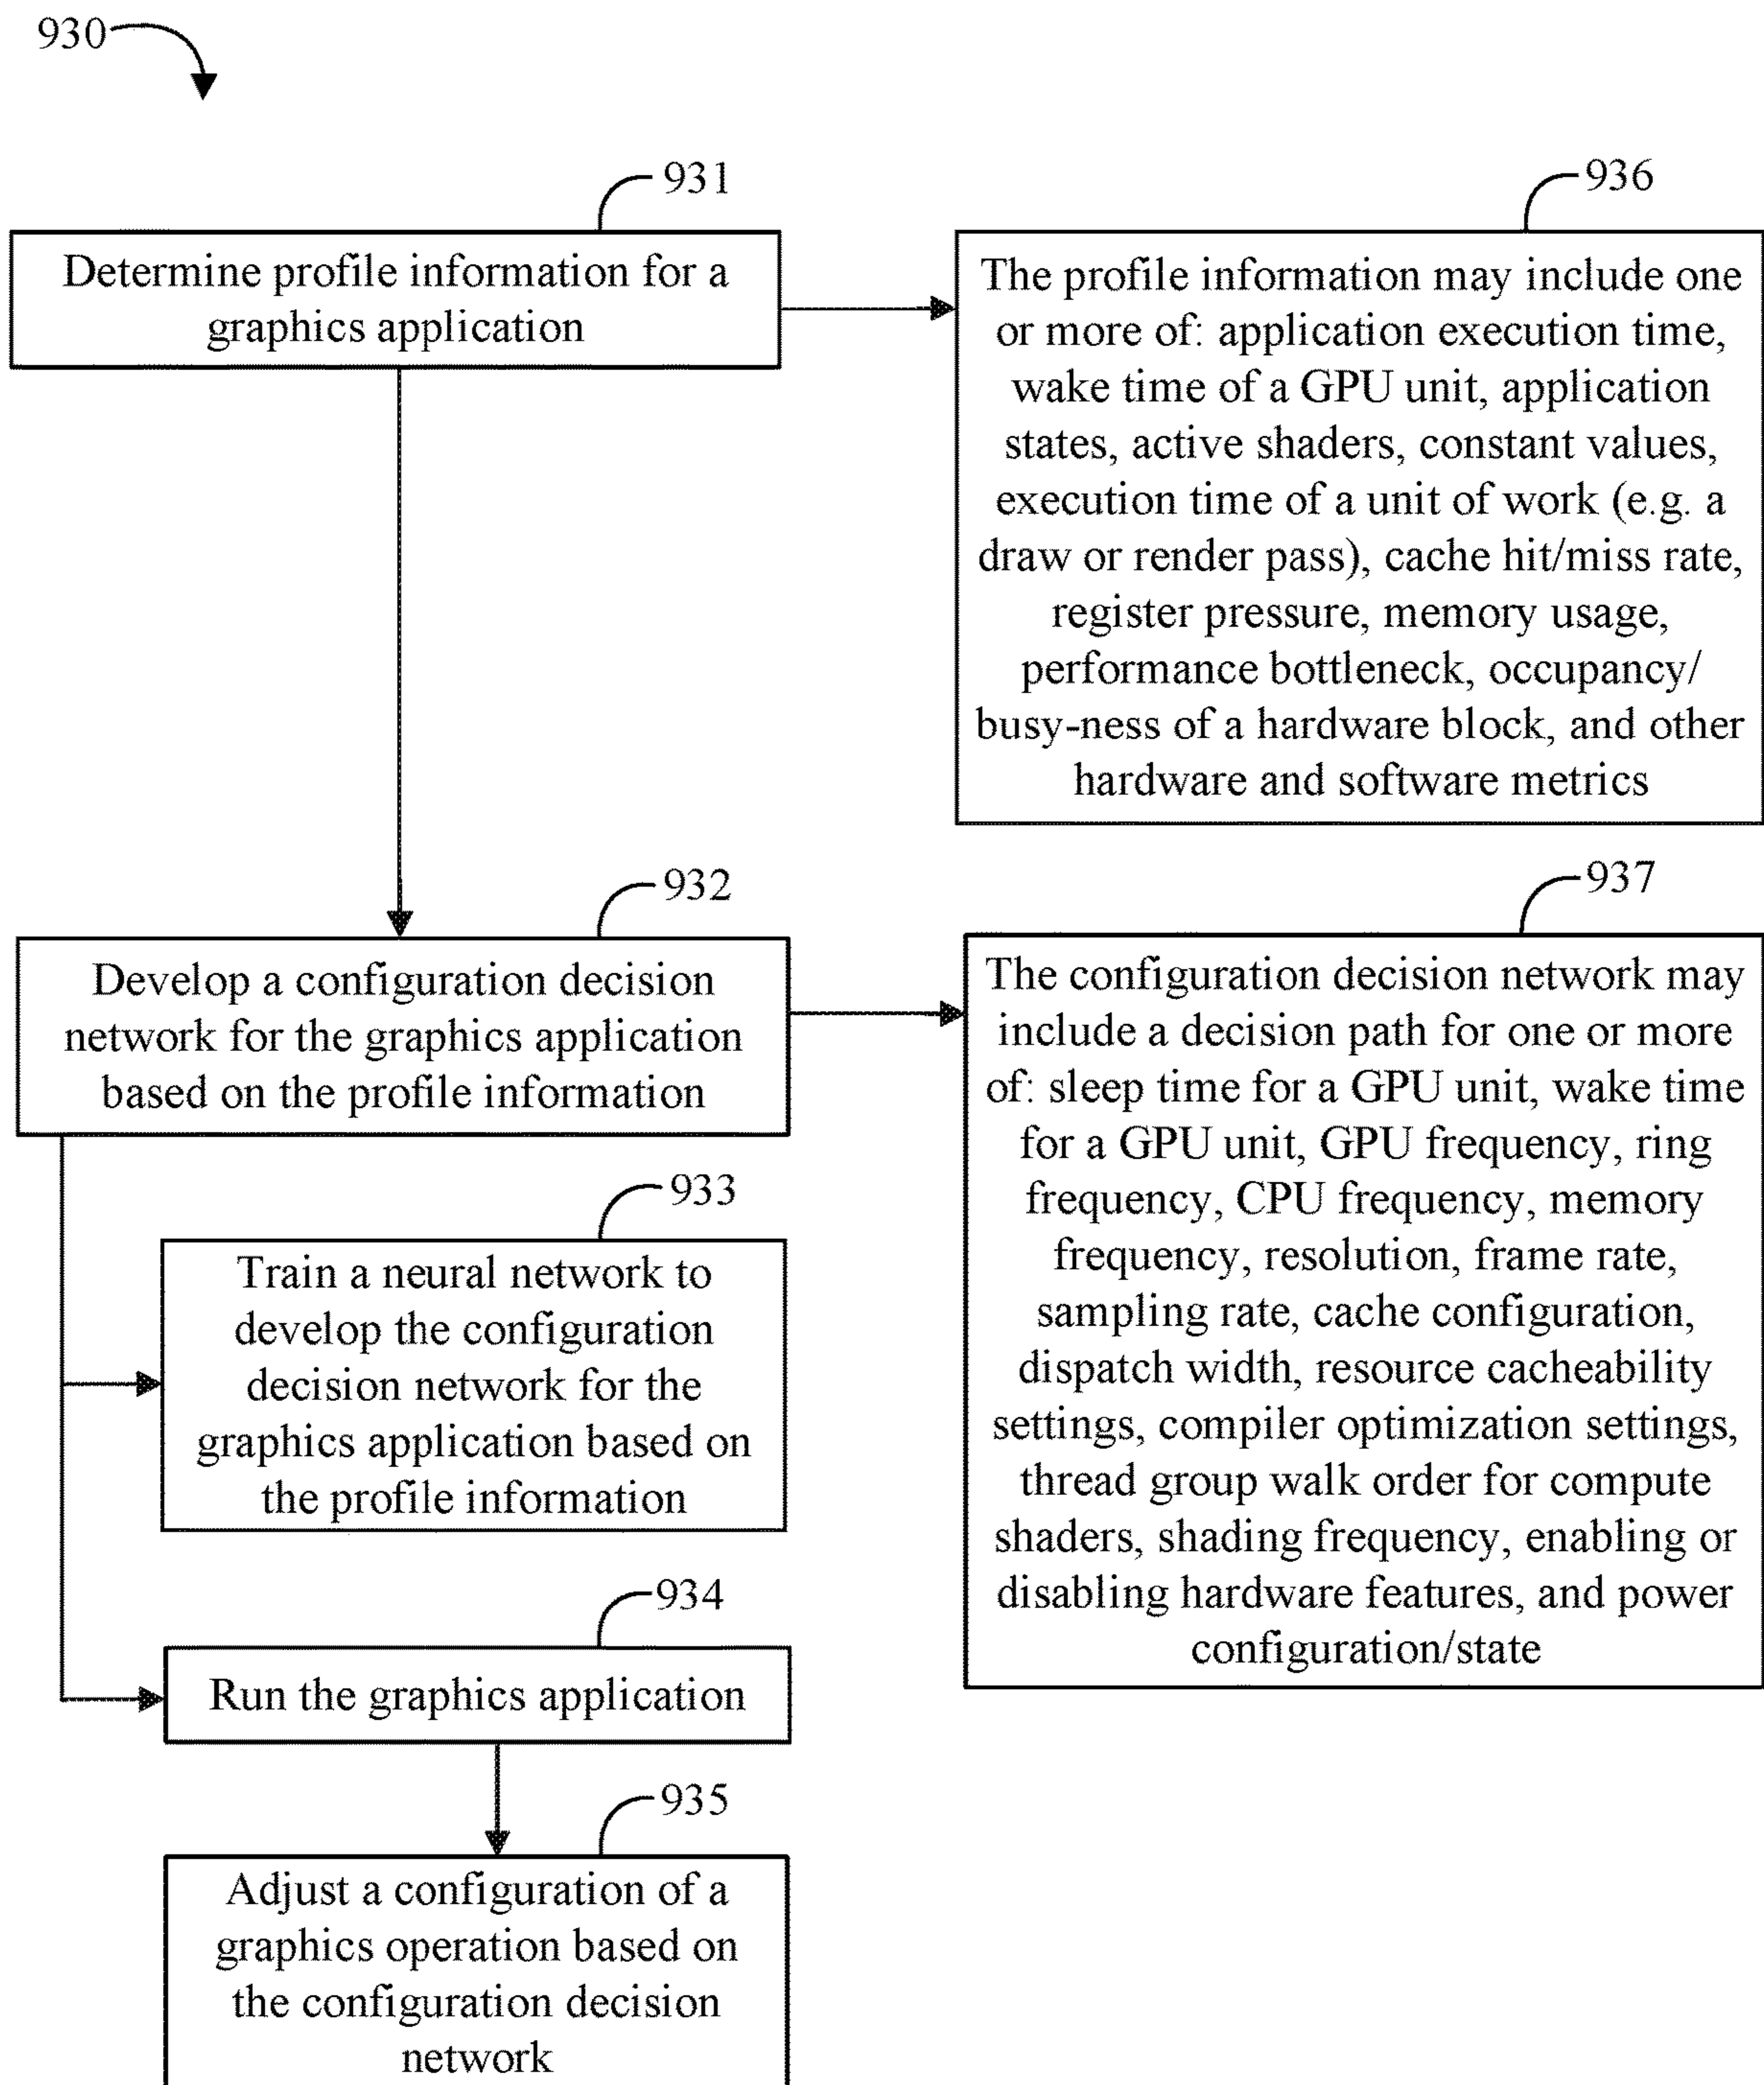 930
931
Determine profile information for a
graphics application
936
The profile information may include one
or more of: application execution time,
wake time of a GPU unit, application
states, active shaders, constant values,
execution time of a unit of work (e.g. a
draw or render pass), cache hit/miss rate,
register pressure, memory usage,
performance bottleneck, occupancy/
busy-ness of a hardware block, and other
hardware and software metrics
932
Develop a configuration decision
network for the graphics application
based on the profile information
937
The configuration decision network may
include a decision path for one or more
of: sleep time for a GPU unit, wake time
for a GPU unit, GPU frequency, ring
frequency, CPU frequency, memory
frequency, resolution, frame rate,
sampling rate, cache configuration,
dispatch width, resource cacheability
settings, compiler optimization settings,
thread group walk order for compute
shaders, shading frequency, enabling or
disabling hardware features, and power
configuration/state
933
Train a neural network to
develop the configuration
decision network for the
graphics application based on
the profile information
934
Run the graphics application
935
Adjust a configuration of a
graphics operation based on
the configuration decision
network